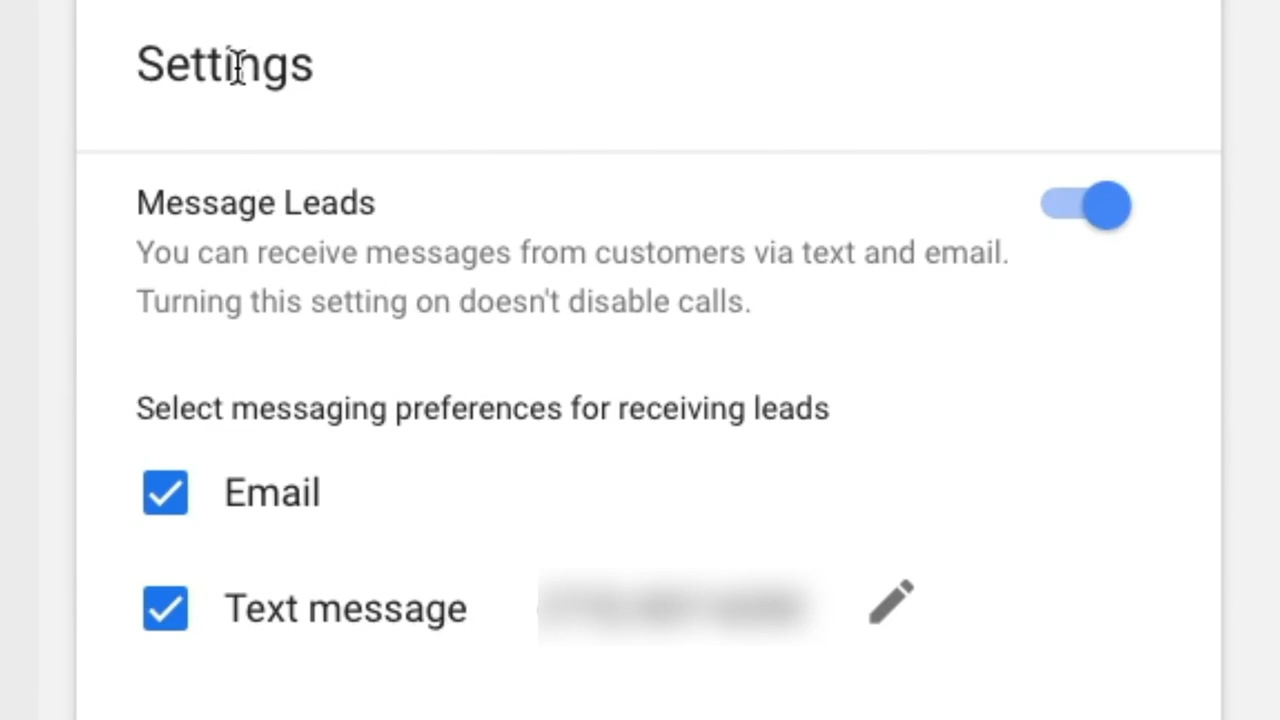 Settings
Message Leads
You can receive messages from customers via text and email.
Turning this setting on doesn't disable calls.
Select messaging preferences for receiving leads
Email
Text message